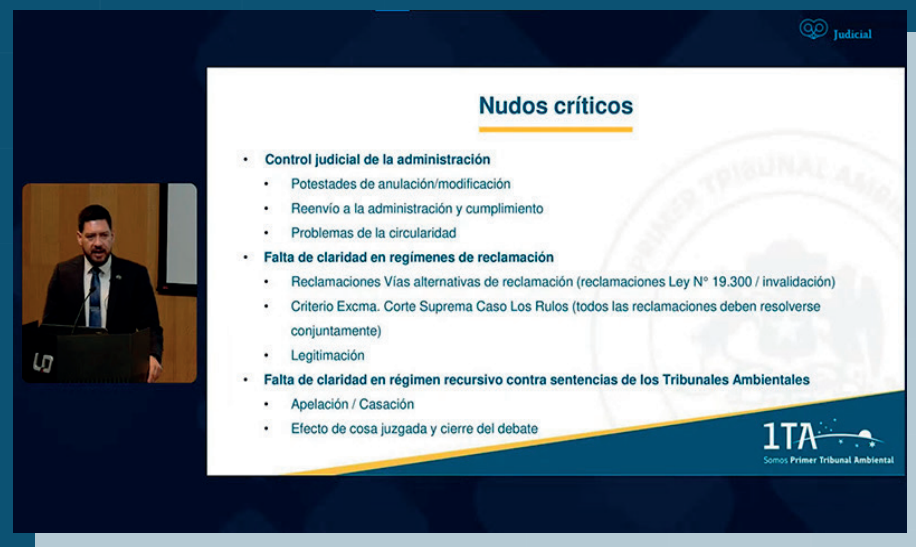 Judicial
Nudos críticos
• Control judicial de la administración
• Potestades de anulación/modificación
• Reenvío a la administración y cumplimiento
• Problemas de la circularidad
• Falta de claridad en regímenes de reclamación
• Reclamaciones Vías alternativas de reclamación (reclamaciones Ley N° 19.300 / invalidación)
• Criterio Excma. Corte Suprema Caso Los Rulos (todos las reclamaciones deben resolverse
conjuntamente)
• Legitimación
• Falta de claridad en régimen recursivo contra sentencias de los Tribunales Ambientales
• Apelación / Casación
• Efecto de cosa juzgada y cierre del debate
PRIMER TRIBUNAL
1TA
Somos Primer Tribunal Ambiental